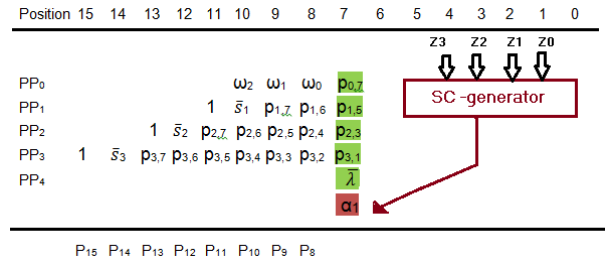 Position 15 14 13 12 11 10 9 8 7 6 5 4 3 2 1 0
Z3 Z2 Z1 Z0
PP₀ ω₂ ω₁ ω₀ p₀,₇
SC -generator
PP₁ 1 s̄₁ p₁,₇ p₁,₆ p₁,₅
PP₂ 1 s̄₂ p₂,₇ p₂,₆ p₂,₅ p₂,₄ p₂,₃
PP₃ 1 s̄₃ p₃,₇ p₃,₆ p₃,₅ p₃,₄ p₃,₃ p₃,₂ p₃,₁
PP₄ λ̄
α₁
P₁₅ P₁₄ P₁₃ P₁₂ P₁₁ P₁₀ P₉ P₈